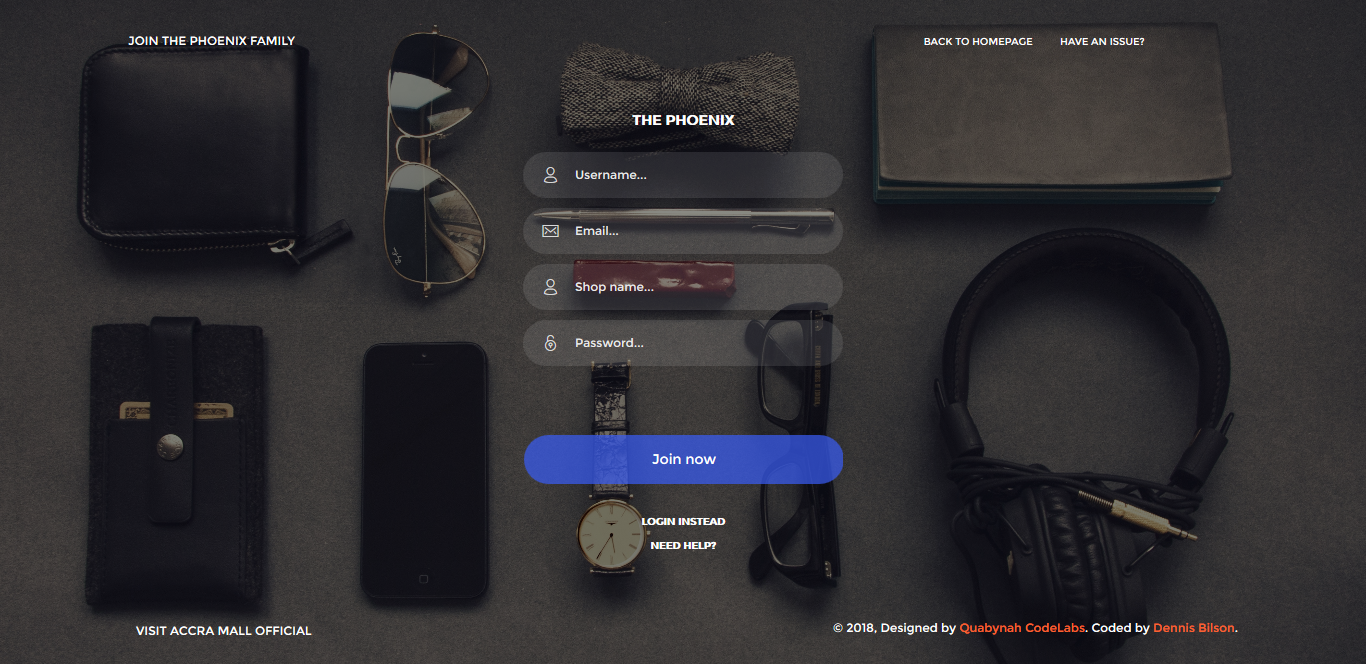 JOIN THE PHOENIX FAMILY
BACK TO HOMEPAGE
HAVE AN ISSUE?
THE PHOENIX
Username...
Email...
Shop name...
Password...
Join now
LOGIN INSTEAD
NEED HELP?
VISIT ACCRA MALL OFFICIAL
© 2018, Designed by Quabynah CodeLabs. Coded by Dennis Bilson.